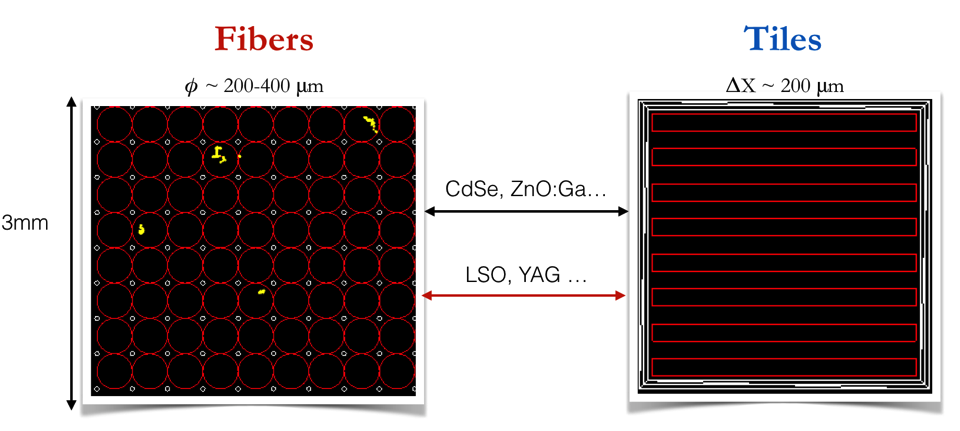 Fibers
Tiles
ϕ ~ 200-400 μm
ΔX ~ 200 μm
CdSe, ZnO:Ga...
3mm
LSO, YAG ...